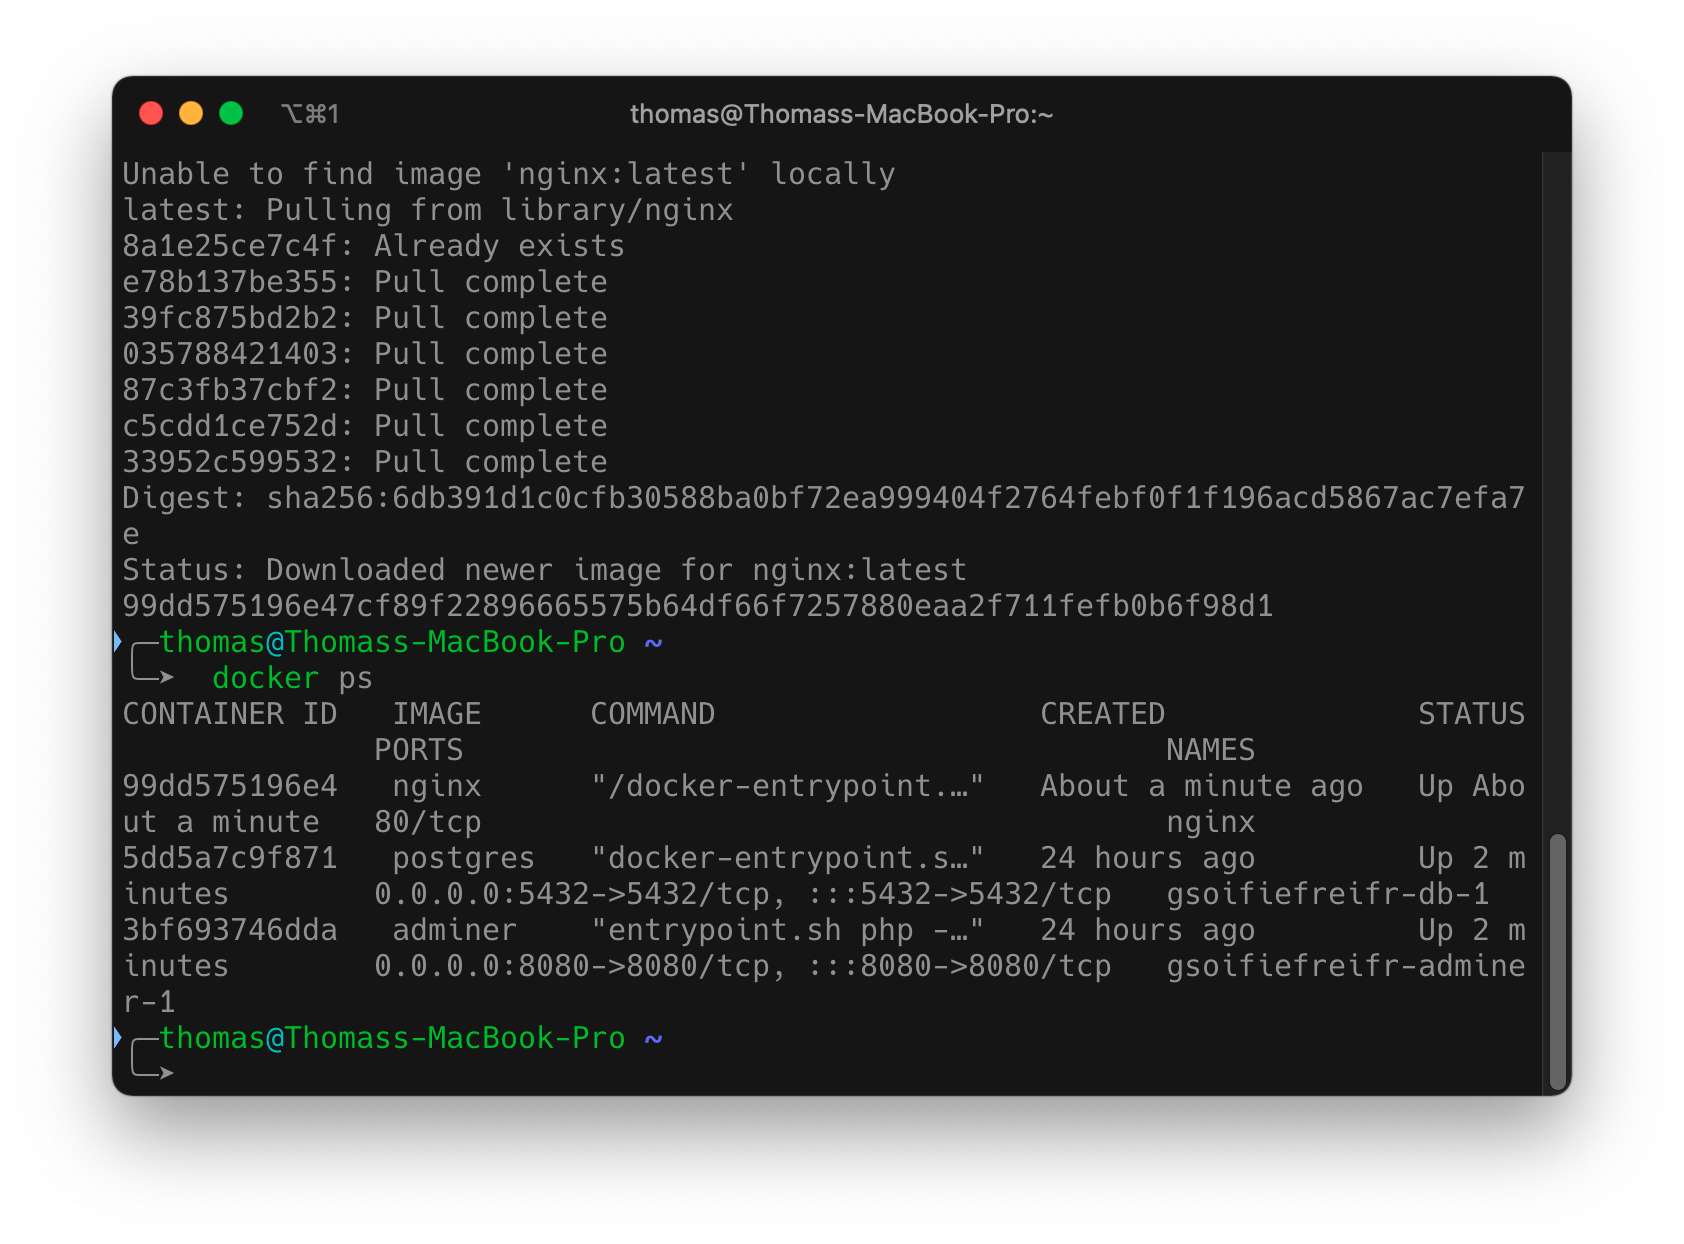 ⌥⌘1 thomas@Thomass-MacBook-Pro:~
Unable to find image 'nginx:latest' locally
latest: Pulling from library/nginx
8a1e25ce7c4f: Already exists
e78b137be355: Pull complete
39fc875bd2b2: Pull complete
035788421403: Pull complete
87c3fb37cbf2: Pull complete
c5cdd1ce752d: Pull complete
33952c599532: Pull complete
Digest: sha256:6db391d1c0cfb30588ba0bf72ea999404f2764febf0f1f196acd5867ac7efa7
e
Status: Downloaded newer image for nginx:latest
99dd575196e47cf89f22896665575b64df66f7257880eaa2f711fefb0b6f98d1
╭─thomas@Thomass-MacBook-Pro ~
╰─➤  docker ps
CONTAINER ID   IMAGE      COMMAND                  CREATED              STATUS
              PORTS                                       NAMES
99dd575196e4   nginx      "/docker-entrypoint.…"   About a minute ago   Up Abo
ut a minute   80/tcp                                      nginx
5dd5a7c9f871   postgres   "docker-entrypoint.s…"   24 hours ago         Up 2 m
inutes        0.0.0.0:5432->5432/tcp, :::5432->5432/tcp   gsoifiefreifr-db-1
3bf693746dda   adminer    "entrypoint.sh php -…"   24 hours ago         Up 2 m
inutes        0.0.0.0:8080->8080/tcp, :::8080->8080/tcp   gsoifiefreifr-admine
r-1
╭─thomas@Thomass-MacBook-Pro ~
╰─➤